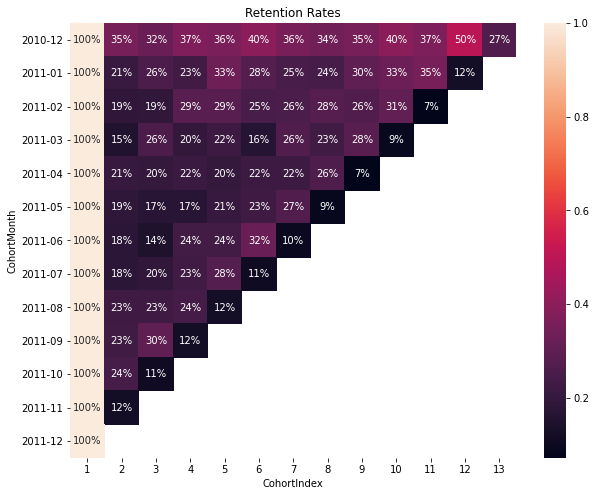 Retention Rates
CohortMonth
2010-12 100% 35% 32% 37% 36% 40% 36% 34% 35% 40% 37% 50% 27%
2011-01 100% 21% 26% 23% 33% 28% 25% 24% 30% 33% 35% 12%
2011-02 100% 19% 19% 29% 29% 25% 26% 28% 26% 31% 7%
2011-03 100% 15% 26% 20% 22% 16% 26% 23% 28% 9%
2011-04 100% 21% 20% 22% 20% 22% 22% 26% 7%
2011-05 100% 19% 17% 17% 21% 23% 27% 9%
2011-06 100% 18% 14% 24% 24% 32% 10%
2011-07 100% 18% 20% 23% 28% 11%
2011-08 100% 23% 23% 24% 12%
2011-09 100% 23% 30% 12%
2011-10 100% 24% 11%
2011-11 100% 12%
2011-12 100%
1 2 3 4 5 6 7 8 9 10 11 12 13
CohortIndex
1.0
0.8
0.6
0.4
0.2